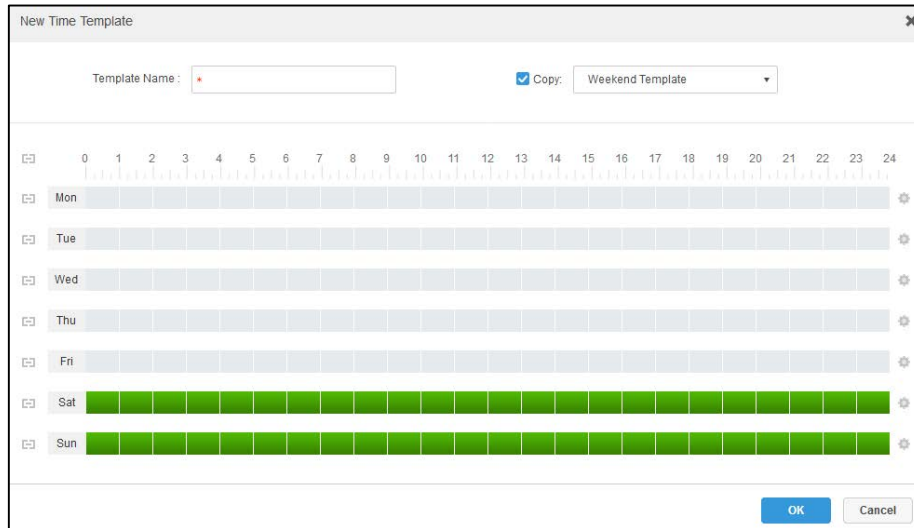 New Time Template
Template Name : * Copy: Weekend Template
0 1 2 3 4 5 6 7 8 9 10 11 12 13 14 15 16 17 18 19 20 21 22 23 24
Mon
Tue
Wed
Thu
Fri
Sat
Sun
OK Cancel